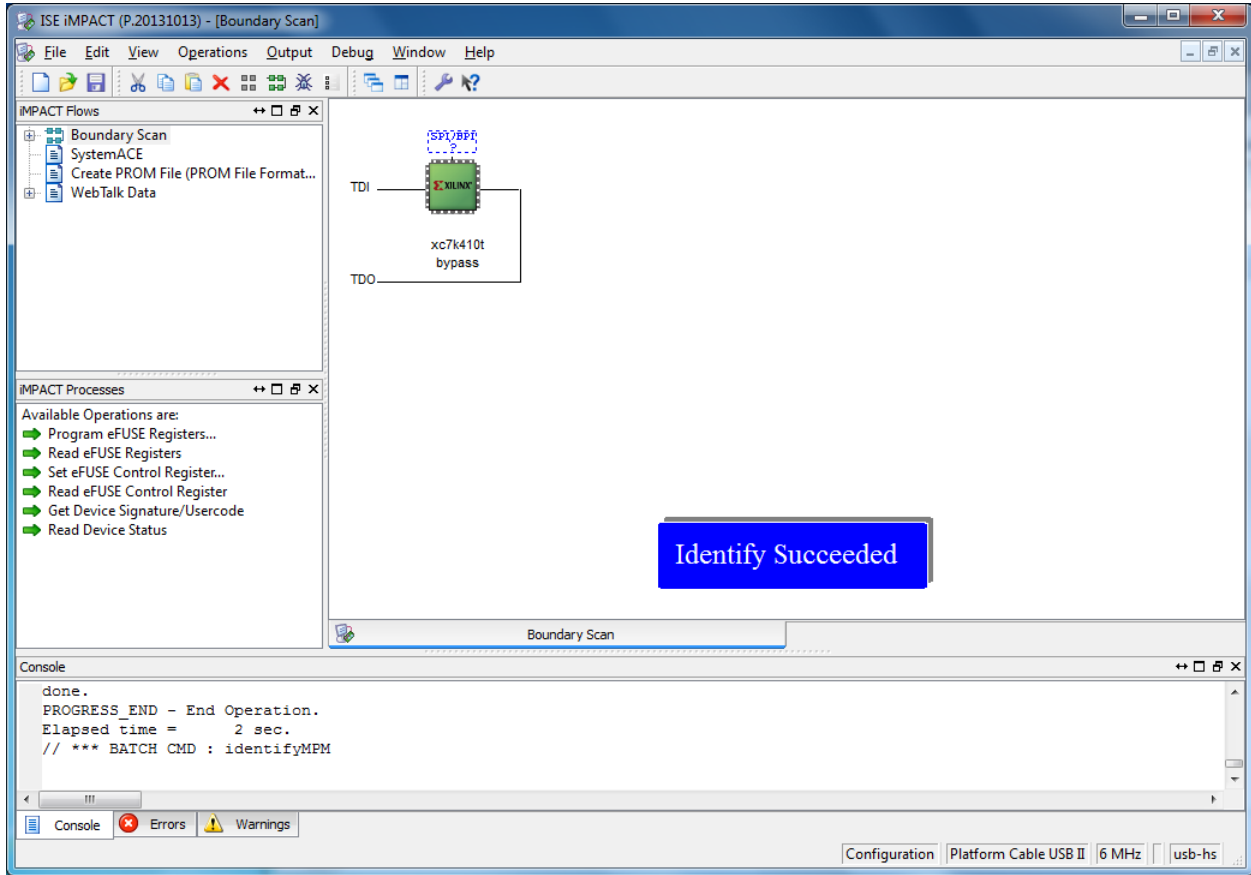 ISE iMPACT (P.20131013) - [Boundary Scan]
File Edit View Operations Output Debug Window Help
iMPACT Flows
Boundary Scan
SystemACE
Create PROM File (PROM File Format...
WebTalk Data
SPI/BPI
?
TDI
XILINX
xc7k410t
bypass
TDO
iMPACT Processes
Available Operations are:
Program eFUSE Registers...
Read eFUSE Registers
Set eFUSE Control Register...
Read eFUSE Control Register
Get Device Signature/Usercode
Read Device Status
Identify Succeeded
Boundary Scan
Console
done.
PROGRESS_END - End Operation.
Elapsed time =      2 sec.
// *** BATCH CMD : identifyMPM
Console Errors Warnings
Configuration Platform Cable USB II 6 MHz usb-hs